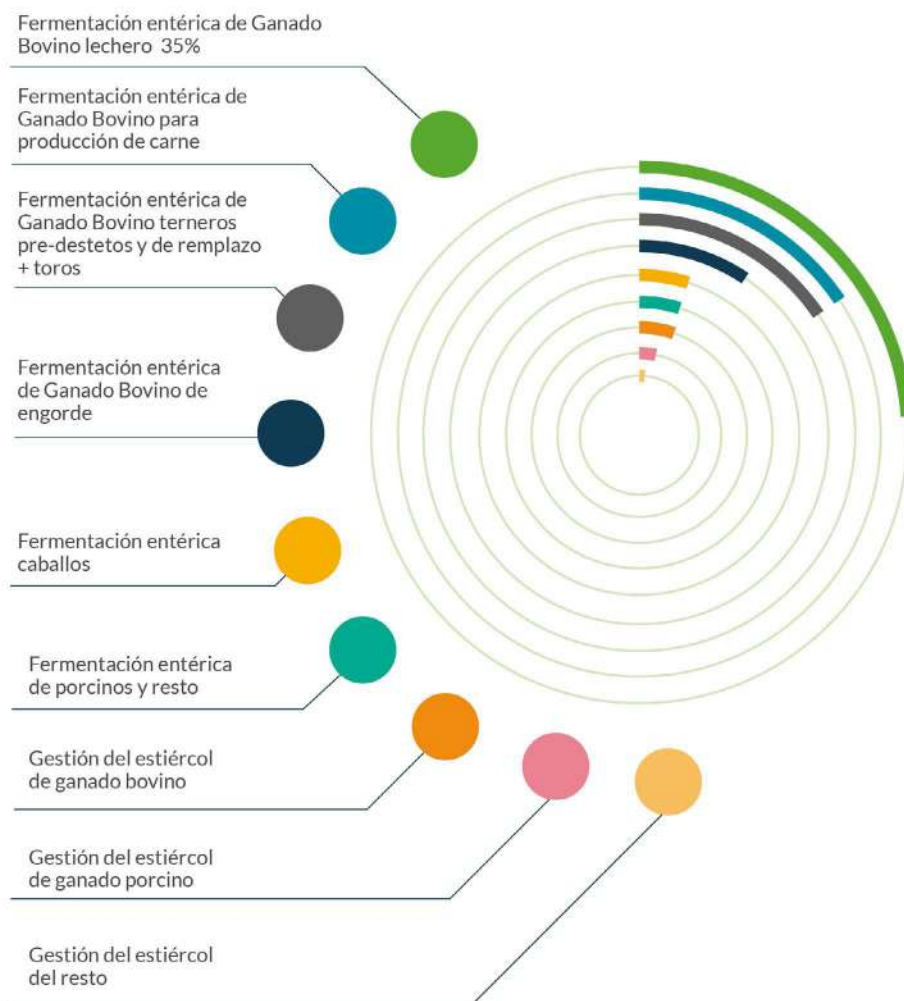 Fermentación entérica de Ganado
Bovino lechero 35%
Fermentación entérica de
Ganado Bovino para
producción de carne
Fermentación entérica de
Ganado Bovino terneros
pre-destetos y de remplazo
+ toros
Fermentación entérica
de Ganado Bovino de
engorde
Fermentación entérica
caballos
Fermentación entérica
de porcinos y resto
Gestión del estiércol
de ganado bovino
Gestión del estiércol
de ganado porcino
Gestión del estiércol
del resto